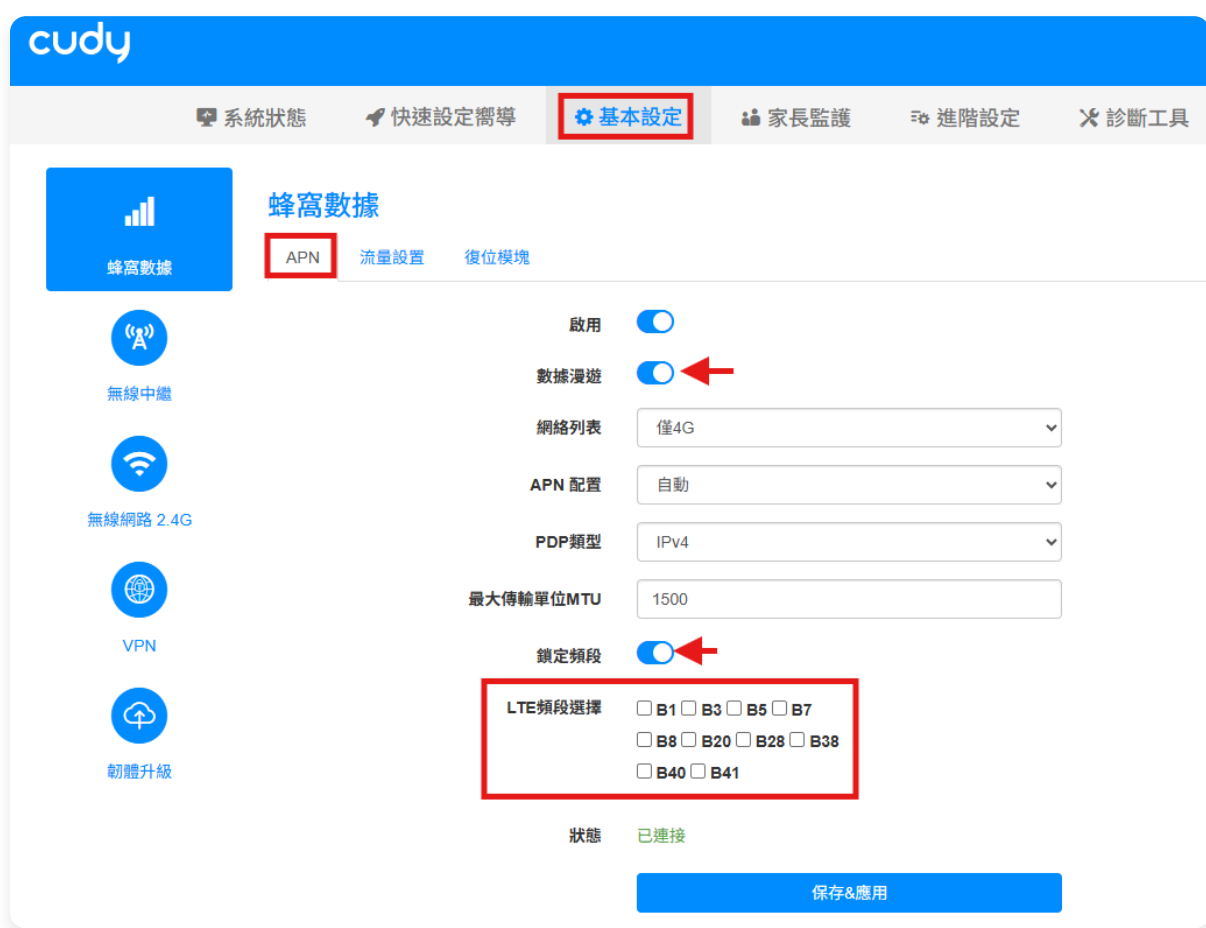 cudy
系統狀態 快速設定嚮導 基本設定 家長監護 進階設定 診斷工具
蜂窩數據
無線中繼
無線網路 2.4G
VPN
韌體升級
蜂窩數據
APN 流量設置 復位模塊
啟用
數據漫遊
網絡列表 僅4G
APN 配置 自動
PDP類型 IPv4
最大傳輸單位MTU 1500
鎖定頻段
LTE頻段選擇 B1 B3 B5 B7
B8 B20 B28 B38
B40 B41
狀態 已連接
保存&應用